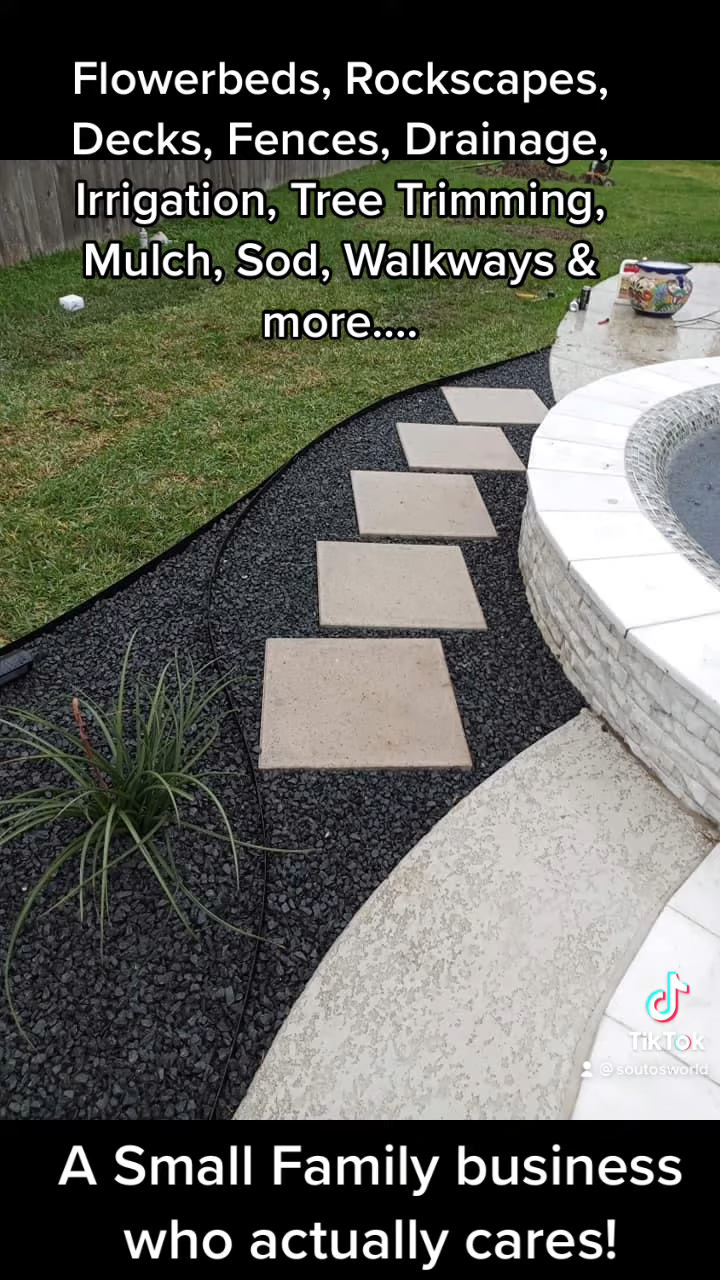 Flowerbeds, Rockscapes,
Decks, Fences, Drainage,
Irrigation, Tree Trimming,
Mulch, Sod, Walkways &
more....
TikTok
@soutosworld
A Small Family business
who actually cares!